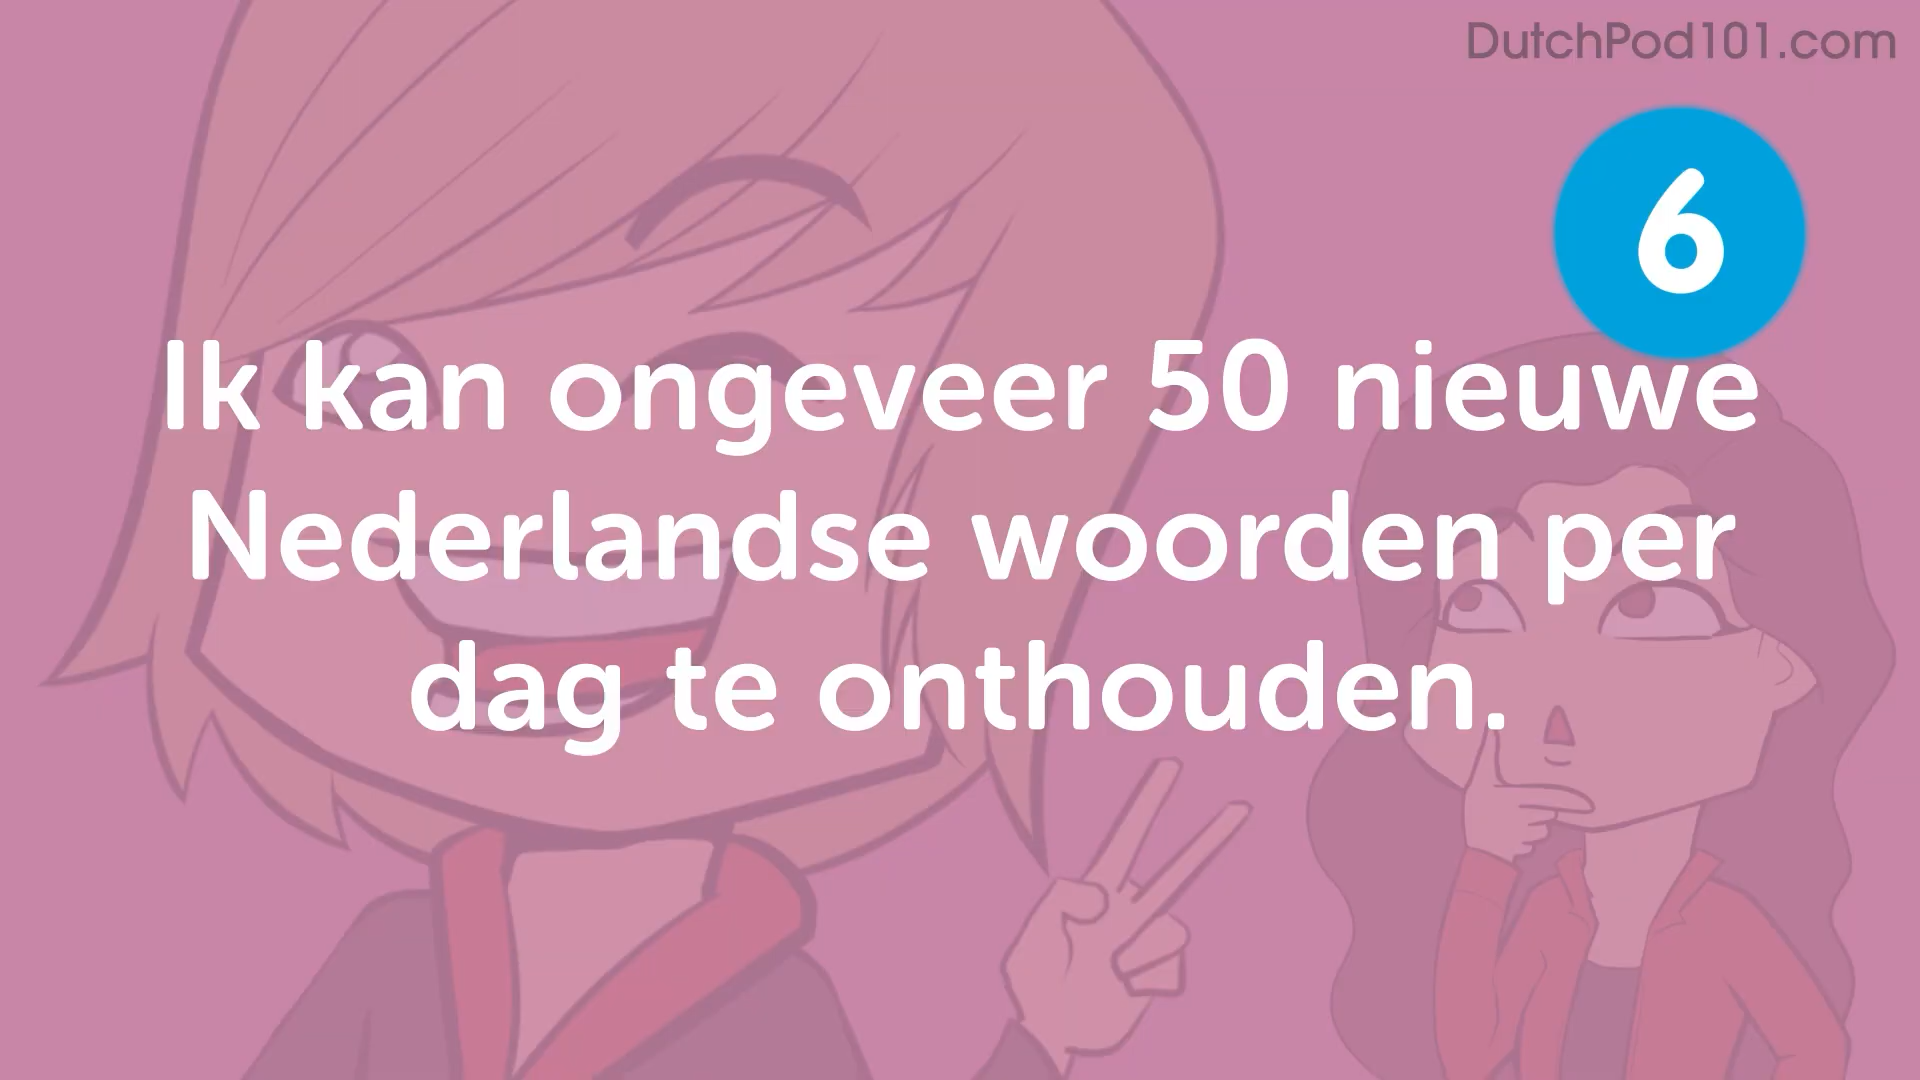 DutchPod101.com
6
Ik kan ongeveer 50 nieuwe
Nederlandse woorden per
dag te onthouden.